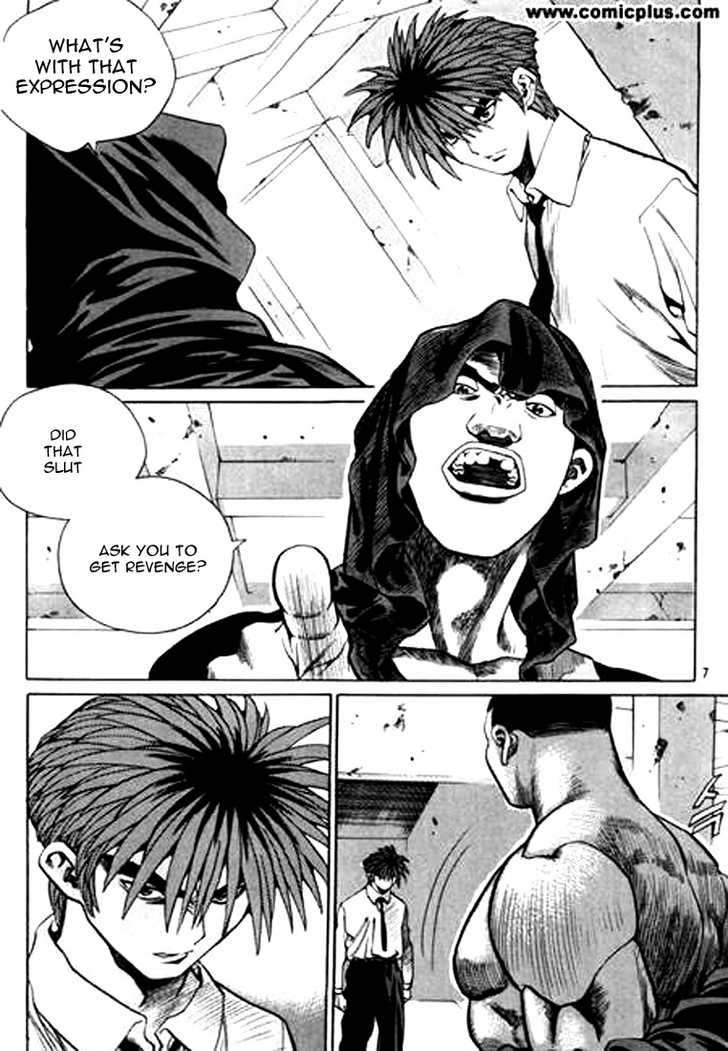 www.comicplus.com
WHAT'S
WITH THAT
EXPRESSION?
DID
THAT
SLUT
ASK YOU TO
GET REVENGE?
7